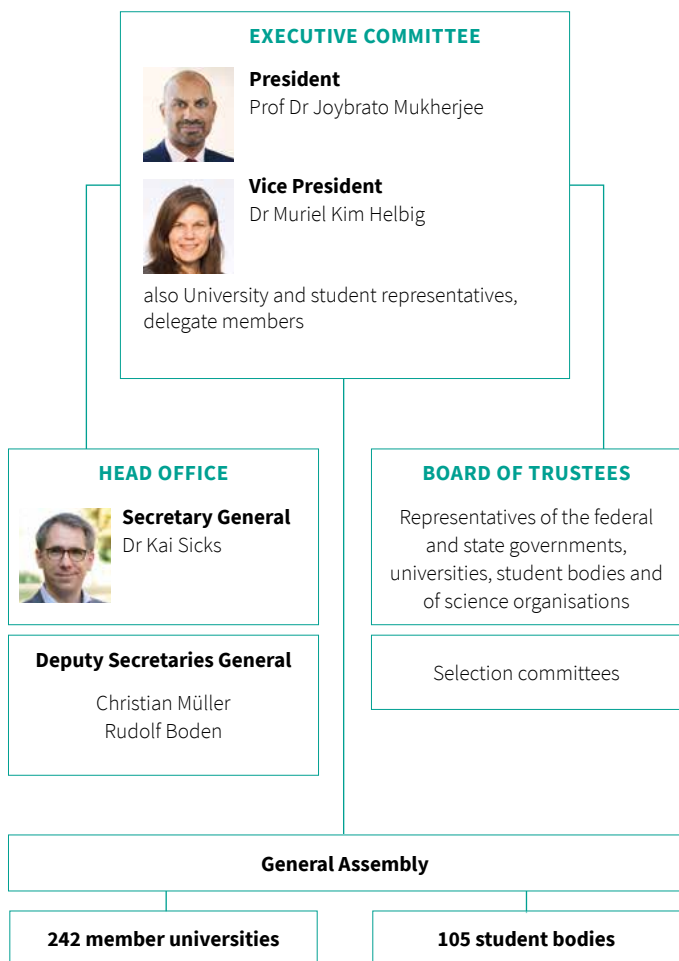 EXECUTIVE COMMITTEE
President
Prof Dr Joybrato Mukherjee
Vice President
Dr Muriel Kim Helbig
also University and student representatives,
delegate members
HEAD OFFICE
Secretary General
Dr Kai Sicks
Deputy Secretaries General
Christian Müller
Rudolf Boden
BOARD OF TRUSTEES
Representatives of the federal
and state governments,
universities, student bodies and
of science organisations
Selection committees
General Assembly
242 member universities
105 student bodies